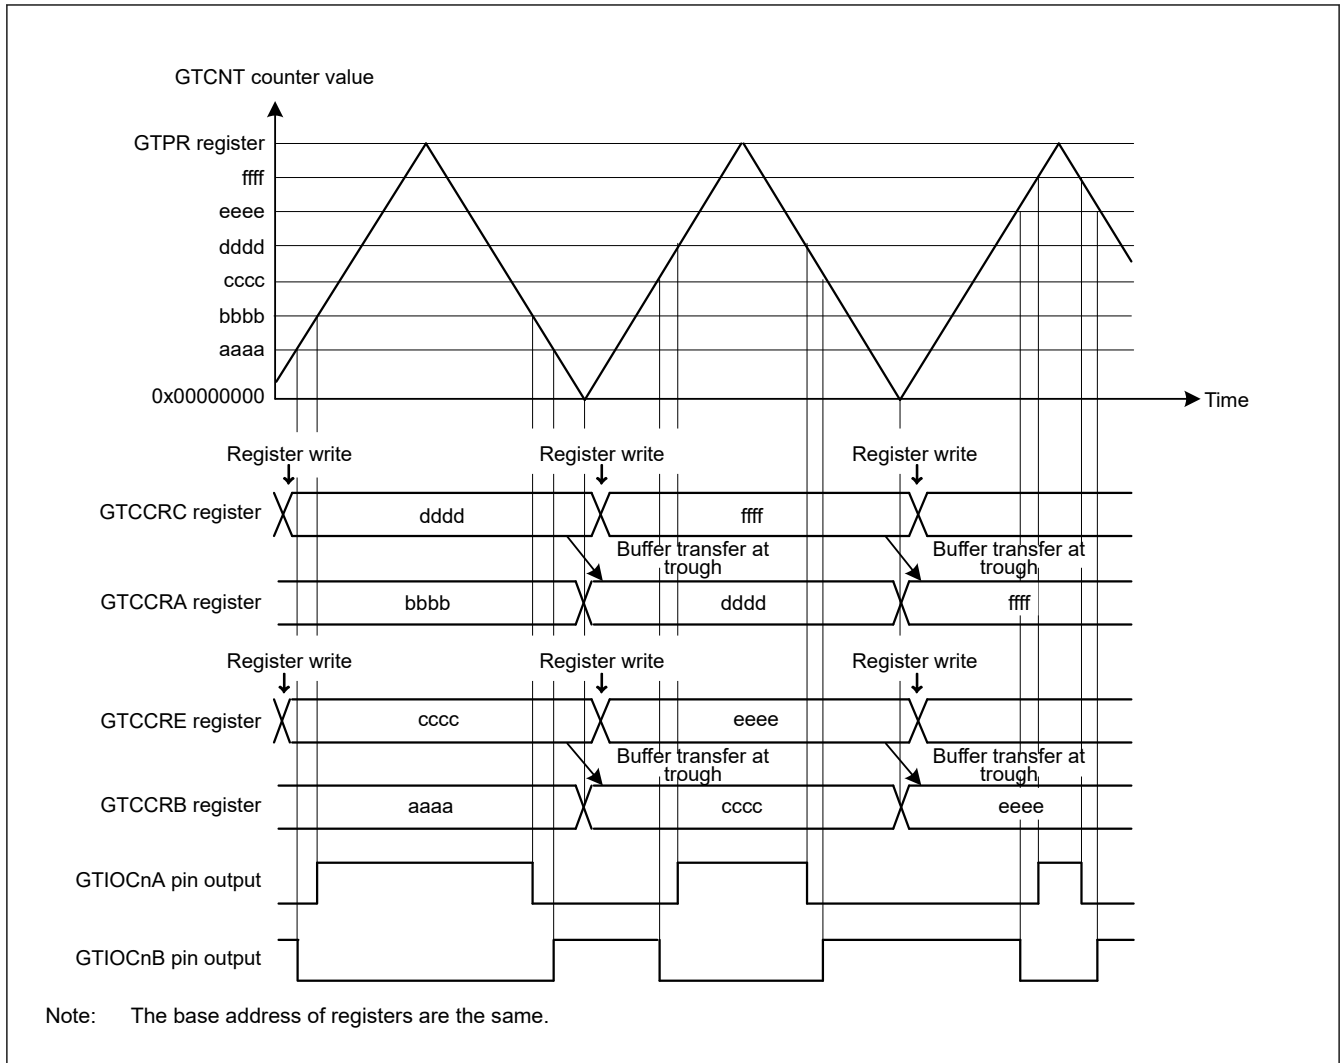 GTCNT counter value
GTPR register
ffff
eeee
dddd
cccc
bbbb
aaaa
0x00000000
Time
Register write Register write Register write
GTCCRC register dddd ffff
Buffer transfer at Buffer transfer at
trough trough
GTCCRA register bbbb dddd ffff
Register write Register write Register write
GTCCRE register cccc eeee
Buffer transfer at Buffer transfer at
trough trough
GTCCRB register aaaa cccc eeee
GTIOCnA pin output
GTIOCnB pin output
Note: The base address of registers are the same.